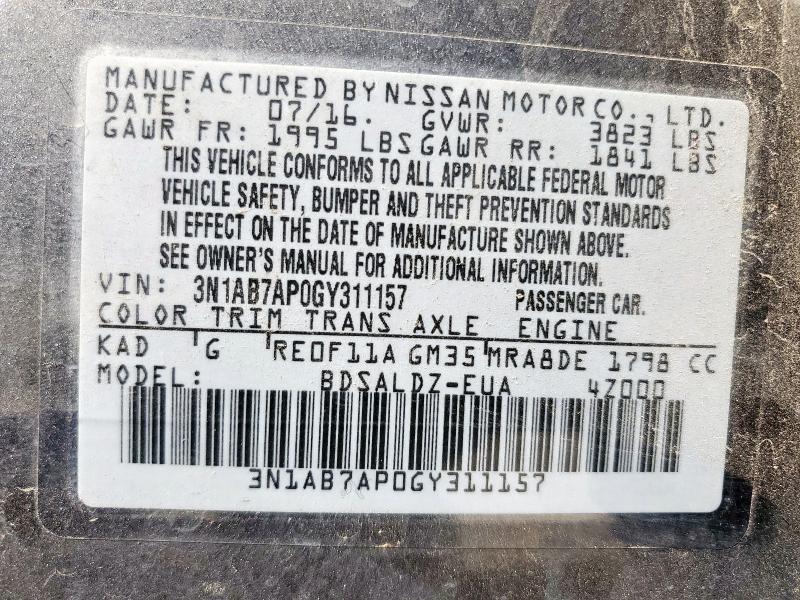 MANUFACTURED BY NISSAN MOTOR CO., LTD.
DATE: 07/16. GVWR: 3823 LBS
GAWR FR: 1995 LBS GAWR RR: 1841 LBS
THIS VEHICLE CONFORMS TO ALL APPLICABLE FEDERAL MOTOR
VEHICLE SAFETY, BUMPER AND THEFT PREVENTION STANDARDS
IN EFFECT ON THE DATE OF MANUFACTURE SHOWN ABOVE.
SEE OWNER'S MANUAL FOR ADDITIONAL INFORMATION.
VIN: 3N1AB7AP0GY311157 PASSENGER CAR.
COLOR TRIM TRANS AXLE ENGINE
KAD G RE0F11A GM35 MRA8DE 1798 CC
MODEL: BDSALDZ-EUA 4Z000
3N1AB7AP0GY311157